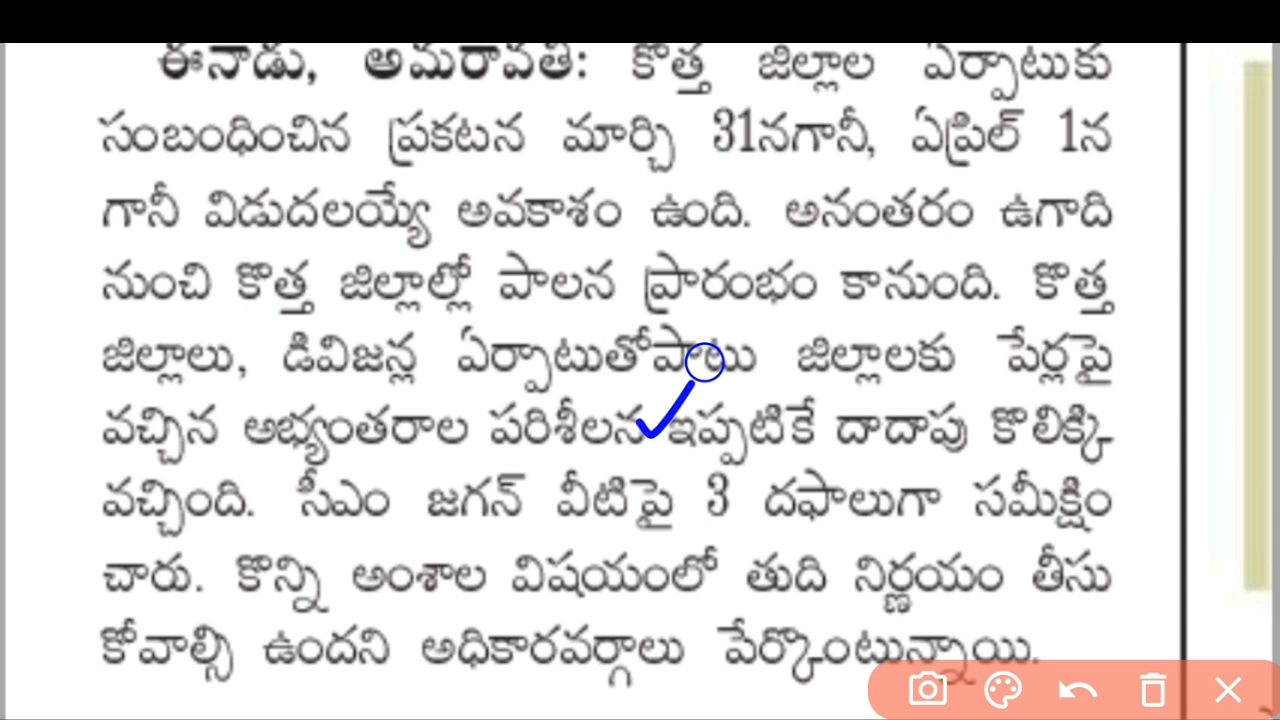 ఈనాడు, అమరావతి: కొత్త జిల్లాల ఏర్పాటుకు
సంబంధించిన ప్రకటన మార్చి 31నగానీ, ఏప్రిల్ 1న
గానీ విడుదలయ్యే అవకాశం ఉంది. అనంతరం ఉగాది
నుంచి కొత్త జిల్లాల్లో పాలన ప్రారంభం కానుంది. కొత్త
జిల్లాలు, డివిజన్ల ఏర్పాటుతోపాటు జిల్లాలకు పేర్లపై
వచ్చిన అభ్యంతరాల పరిశీలన ఇప్పటికే దాదాపు కొలిక్కి
వచ్చింది. సీఎం జగన్ వీటిపై 3 దఫాలుగా సమీక్షిం
చారు. కొన్ని అంశాల విషయంలో తుది నిర్ణయం తీసు
కోవాల్సి ఉందని అధికారవర్గాలు పేర్కొంటున్నాయి.